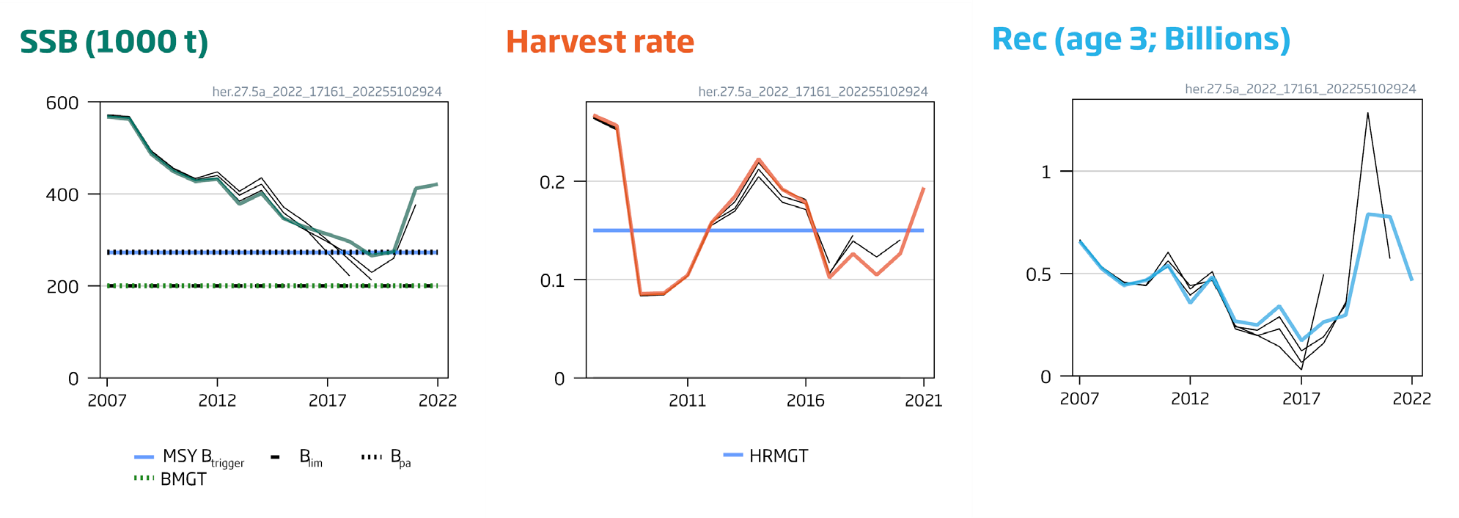 SSB (1000 t)
her.27.5a_2022_17161_202255102924
600
400
200
0
2007 2012 2017 2022
MSY Btrigger Blim Bpa
BMGT
Harvest rate
her.27.5a_2022_17161_202255102924
0.2
0.1
0
2011 2016 2021
HRMGT
Rec (age 3; Billions)
her.27.5a_2022_17161_202255102924
1
0.5
0
2007 2012 2017 2022